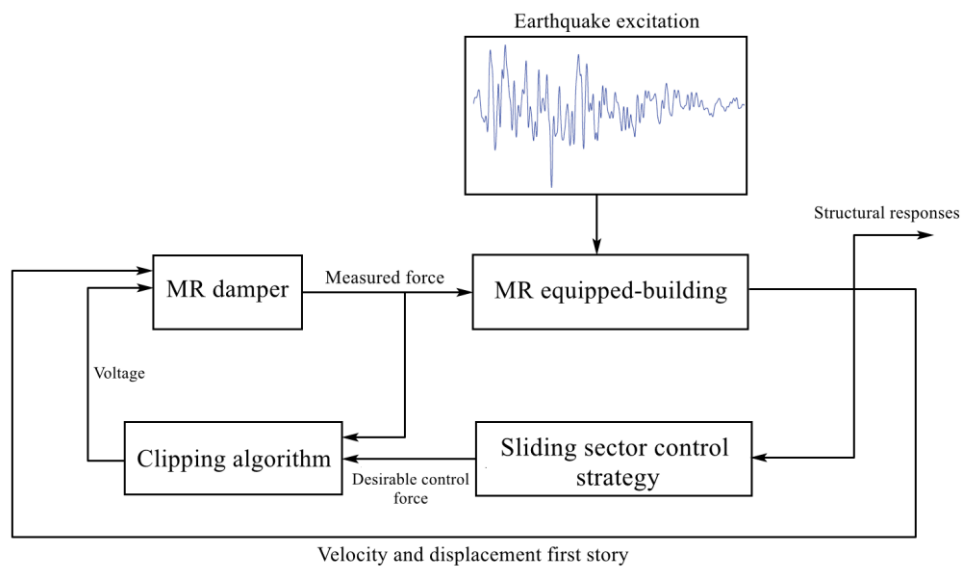 Earthquake excitation
Structural responses
MR damper
Measured force
MR equipped-building
Voltage
Clipping algorithm
Desirable control
force
Sliding sector control
strategy
Velocity and displacement first story